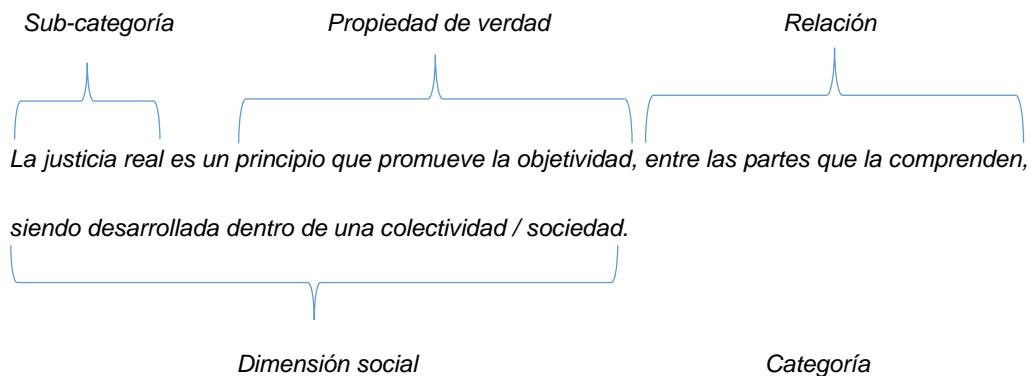 Sub-categoría Propiedad de verdad Relación
La justicia real es un principio que promueve la objetividad, entre las partes que la comprenden,
siendo desarrollada dentro de una colectividad / sociedad.
Dimensión social Categoría